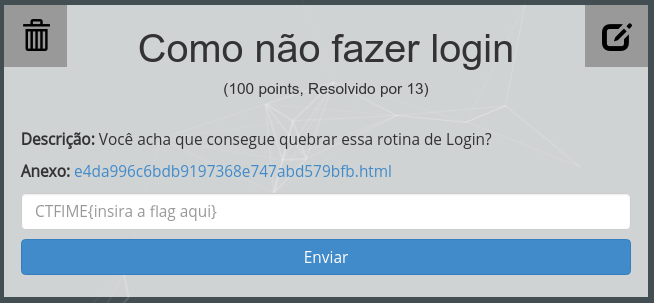 Como não fazer login
(100 points, Resolvido por 13)
Descrição: Você acha que consegue quebrar essa rotina de Login?
Anexo: e4da996c6bdb9197368e747abd579bfb.html
CTFIME{insira a flag aqui}
Enviar